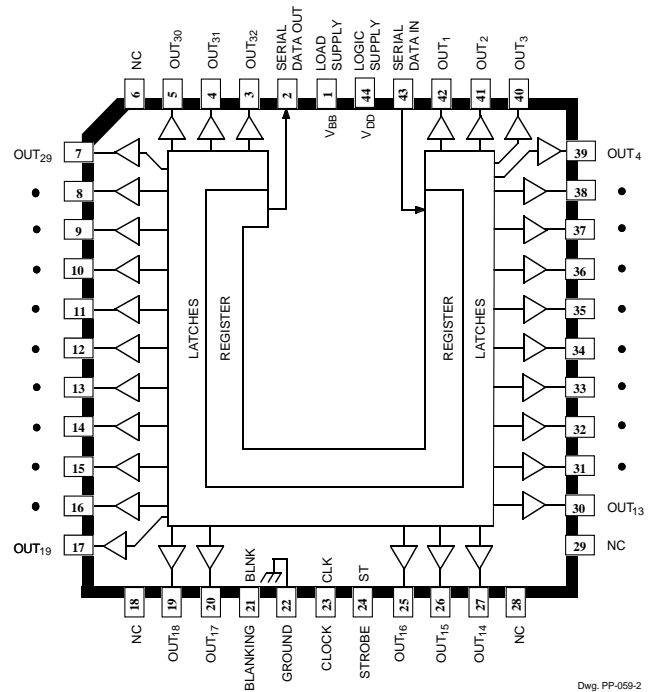 NC
OUT30
OUT31
OUT32
SERIAL
DATA OUT
LOAD
SUPPLY
LOGIC
SUPPLY
SERIAL
DATA IN
OUT1
OUT2
OUT3
6
5
4
3
2
1
44
43
42
41
40
VBB
VDD
OUT29
7
39
OUT4
8
38
9
37
10
36
11
35
12
34
13
33
14
32
15
31
16
30
OUT13
OUT19
17
29
NC
LATCHES
REGISTER
REGISTER
LATCHES
BLNK
CLK
ST
18
19
20
21
22
23
24
25
26
27
28
NC
OUT18
OUT17
BLANKING
GROUND
CLOCK
STROBE
OUT16
OUT15
OUT14
NC
Dwg. PP-059-2